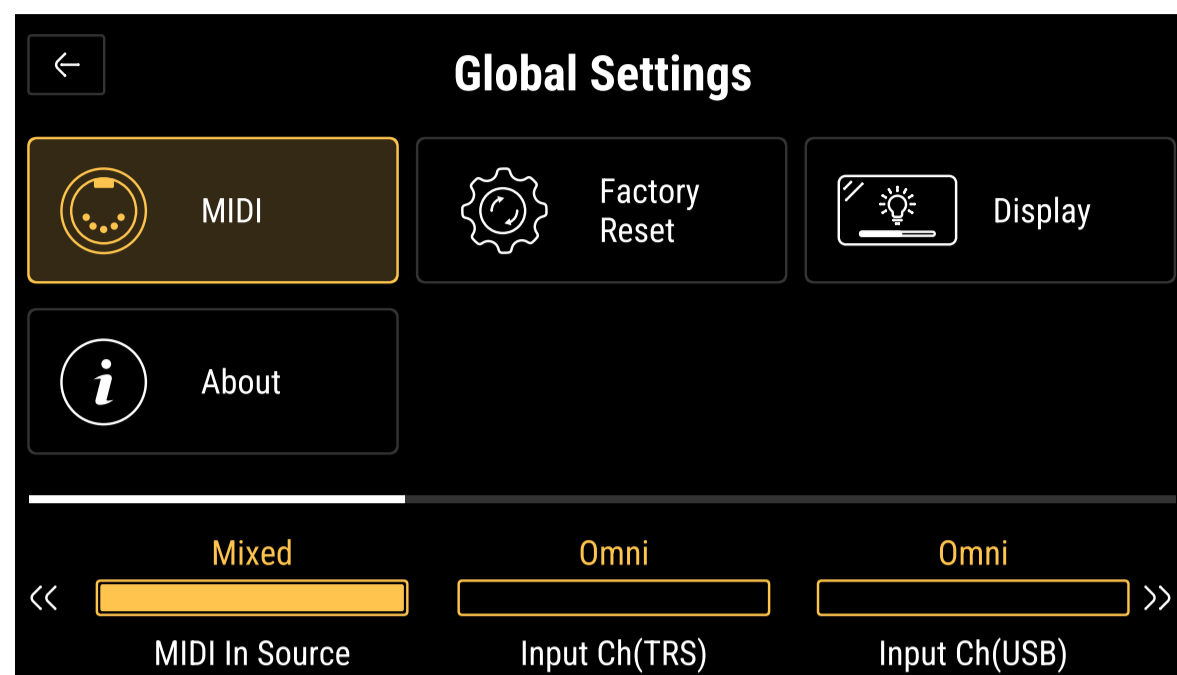 Global Settings
MIDI
Factory
Reset
Display
i
About
Mixed
Omni
Omni
MIDI In Source
Input Ch(TRS)
Input Ch(USB)